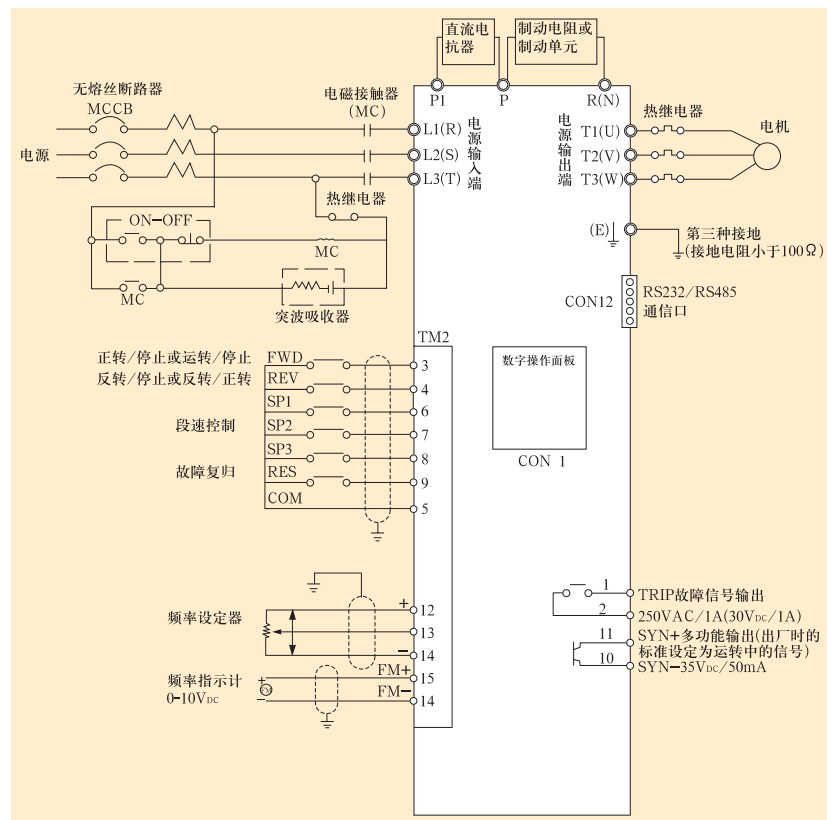 直流电
抗器
制动电阻或
制动单元
无熔丝断路器
MCCB
电磁接触器
(MC)
P1
P
R(N)
热继电器
电源
L1(R)
L2(S)
L3(T)
电源输入端
电源输出端
T1(U)
T2(V)
T3(W)
电机
热继电器
ON-OFF
MC
MC
突波吸收器
(E)
第三种接地
(接地电阻小于100Ω)
CON12
RS232/RS485
通信口
TM2
正转/停止或运转/停止
FWD
3
反转/停止或反转/正转
REV
4
SP1
6
段速控制
SP2
7
SP3
8
故障复归
RES
9
COM
5
数字操作面板
CON 1
频率设定器
+
12
13
−
14
频率指示计
0-10VDC
+
FM
−
FM+
15
FM−
14
1
TRIP故障信号输出
2
250VAC/1A(30VDC/1A)
11
SYN+多功能输出(出厂时的
标准设定为运转中的信号)
10
SYN−35VDC/50mA